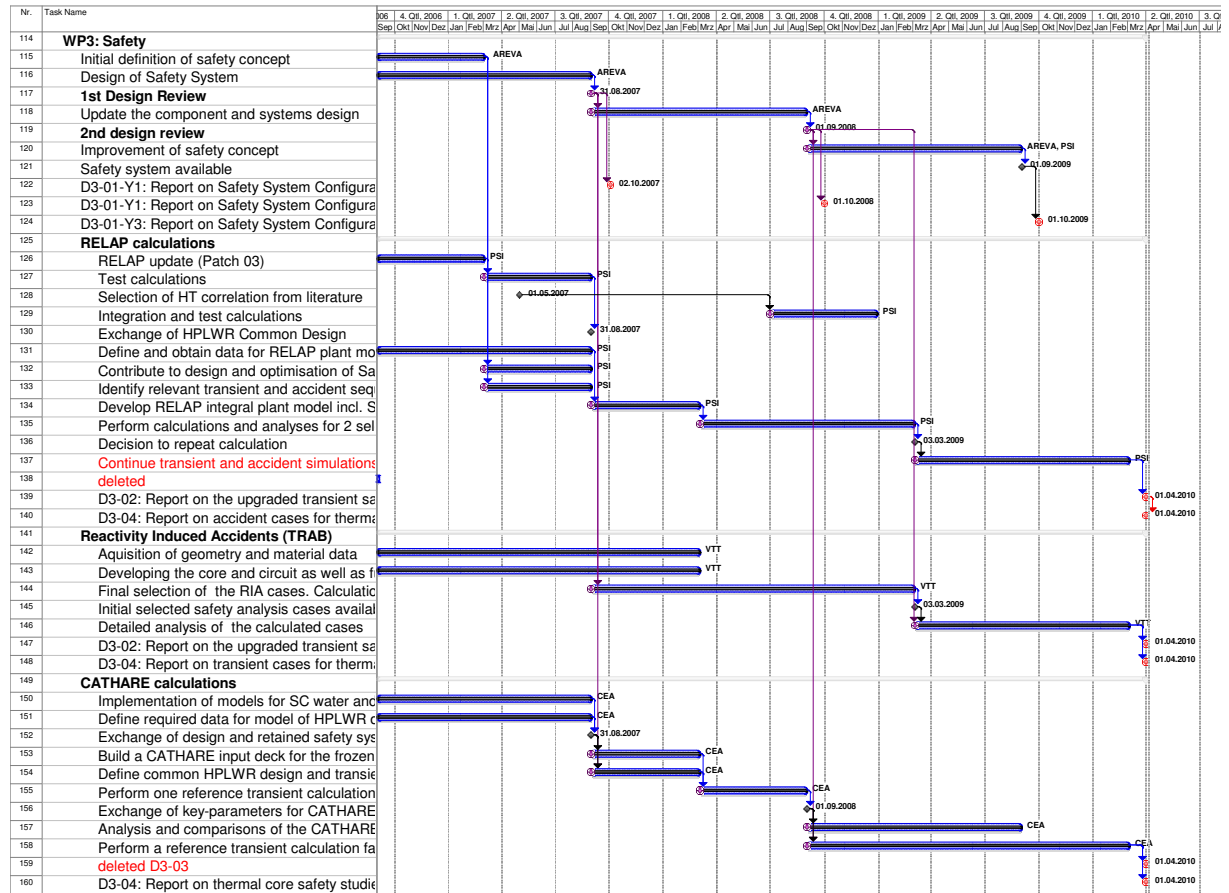 Nr. Task Name
006 4. Qtl, 2006 1. Qtl, 2007 2. Qtl, 2007 3. Qtl, 2007 4. Qtl, 2007 1. Qtl, 2008 2. Qtl, 2008 3. Qtl, 2008 4. Qtl, 2008 1. Qtl, 2009 2. Qtl, 2009 3. Qtl, 2009 4. Qtl, 2009 1. Qtl, 2010 2. Qtl, 2010 3. Q
Sep Okt Nov Dez Jan Feb Mrz Apr Mai Jun Jul Aug Sep Okt Nov Dez Jan Feb Mrz Apr Mai Jun Jul Aug Sep Okt Nov Dez Jan Feb Mrz Apr Mai Jun Jul Aug Sep Okt Nov Dez Jan Feb Mrz Apr Mai Jun Jul A
114 WP3: Safety
115 Initial definition of safety concept AREVA
116 Design of Safety System AREVA
117 1st Design Review 31.08.2007
118 Update the component and systems design AREVA
119 2nd design review 01.09.2008
120 Improvement of safety concept AREVA, PSI
121 Safety system available 01.09.2009
122 D3-01-Y1: Report on Safety System Configura 02.10.2007
123 D3-01-Y1: Report on Safety System Configura 01.10.2008
124 D3-01-Y3: Report on Safety System Configura 01.10.2009
125 RELAP calculations
126 RELAP update (Patch 03) PSI
127 Test calculations PSI
128 Selection of HT correlation from literature 01.05.2007
129 Integration and test calculations PSI
130 Exchange of HPLWR Common Design 31.08.2007
131 Define and obtain data for RELAP plant mo PSI
132 Contribute to design and optimisation of Sa PSI
133 Identify relevant transient and accident seq PSI
134 Develop RELAP integral plant model incl. S PSI
135 Perform calculations and analyses for 2 sel PSI
136 Decision to repeat calculation 03.03.2009
137 Continue transient and accident simulations PSI
138 deleted
139 D3-02: Report on the upgraded transient sa 01.04.2010
140 D3-04: Report on accident cases for therma 01.04.2010
141 Reactivity Induced Accidents (TRAB)
142 Aquisition of geometry and material data VTT
143 Developing the core and circuit as well as f VTT
144 Final selection of the RIA cases. Calculatio VTT
145 Initial selected safety analysis cases availal 03.03.2009
146 Detailed analysis of the calculated cases VTT
147 D3-02: Report on the upgraded transient sa 01.04.2010
148 D3-04: Report on transient cases for therma 01.04.2010
149 CATHARE calculations
150 Implementation of models for SC water and CEA
151 Define required data for model of HPLWR c CEA
152 Exchange of design and retained safety sys 31.08.2007
153 Build a CATHARE input deck for the frozen CEA
154 Define common HPLWR design and transie CEA
155 Perform one reference transient calculation CEA
156 Exchange of key-parameters for CATHARE 01.09.2008
157 Analysis and comparisons of the CATHARE CEA
158 Perform a reference transient calculation fa CEA
159 deleted D3-03 01.04.2010
160 D3-04: Report on thermal core safety studie 01.04.2010